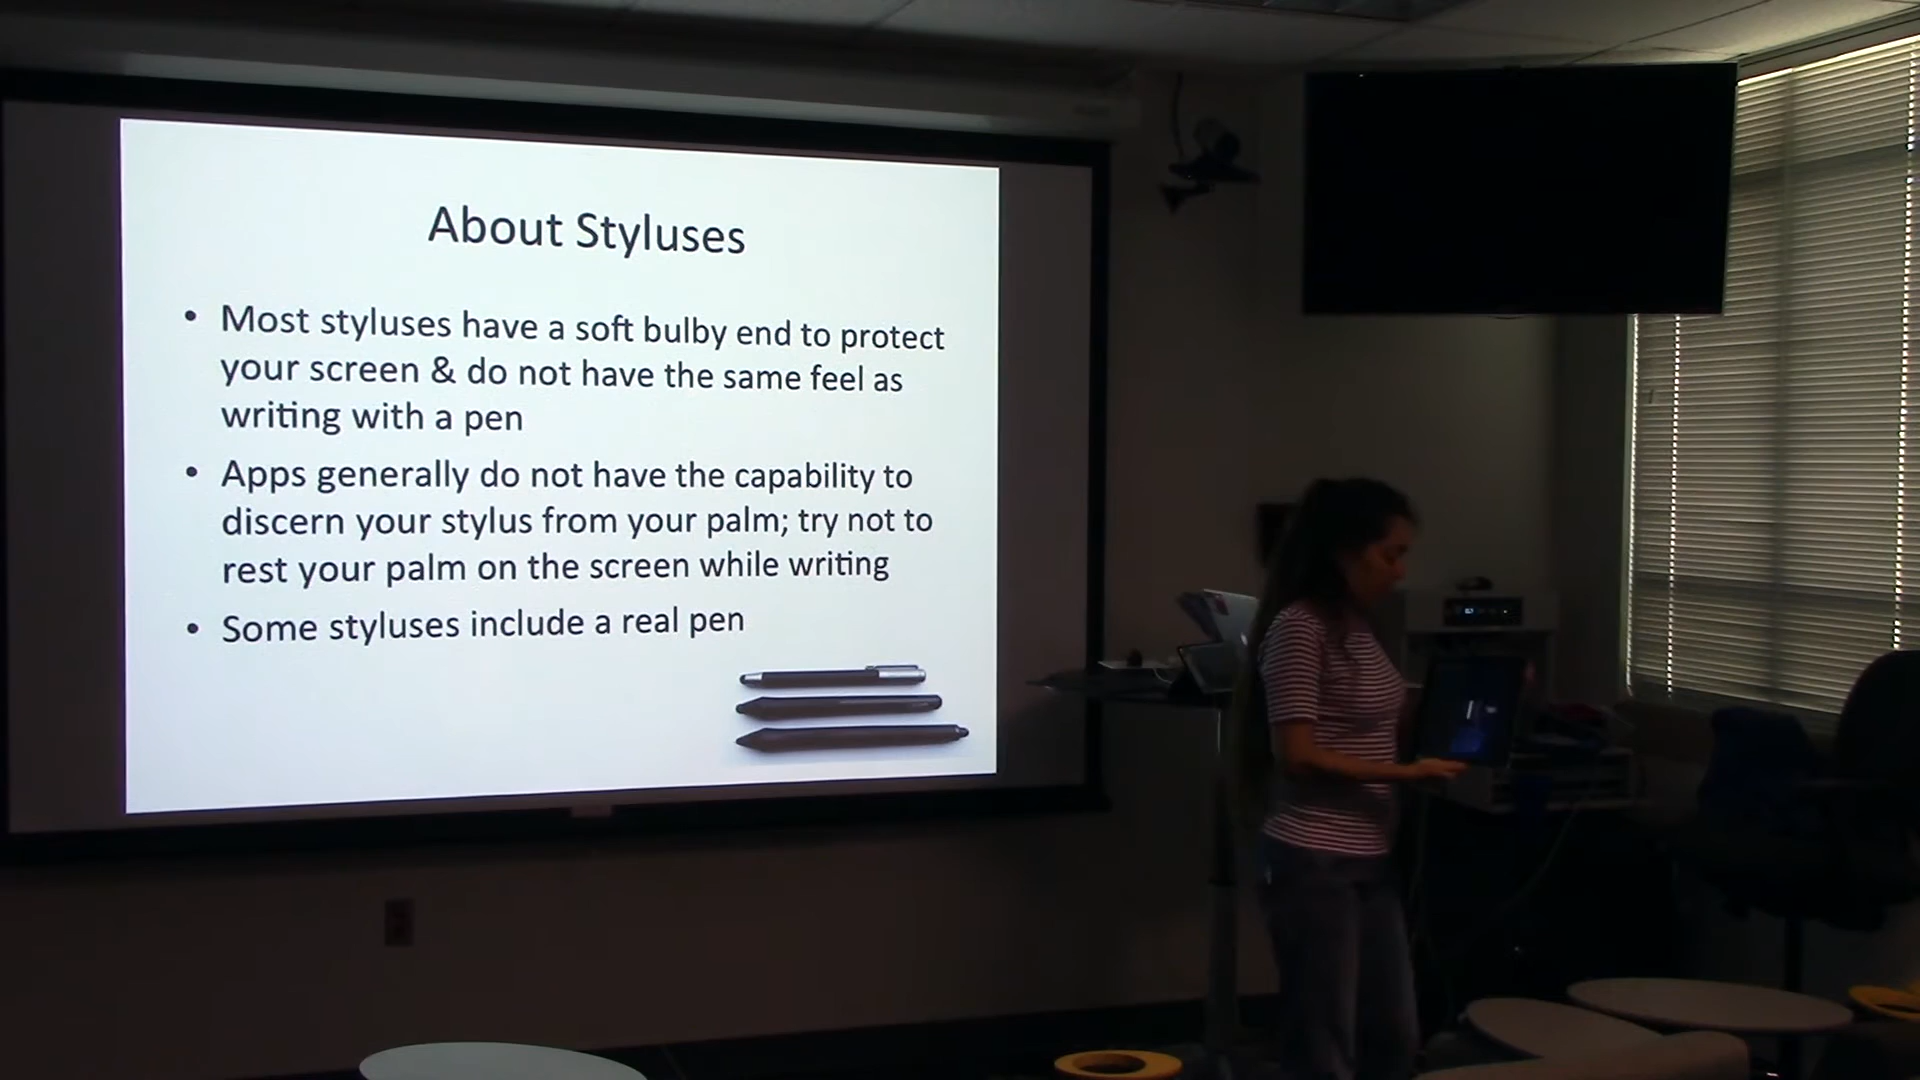 About Styluses
• Most styluses have a soft bulby end to protect
your screen & do not have the same feel as
writing with a pen
• Apps generally do not have the capability to
discern your stylus from your palm; try not to
rest your palm on the screen while writing
• Some styluses include a real pen